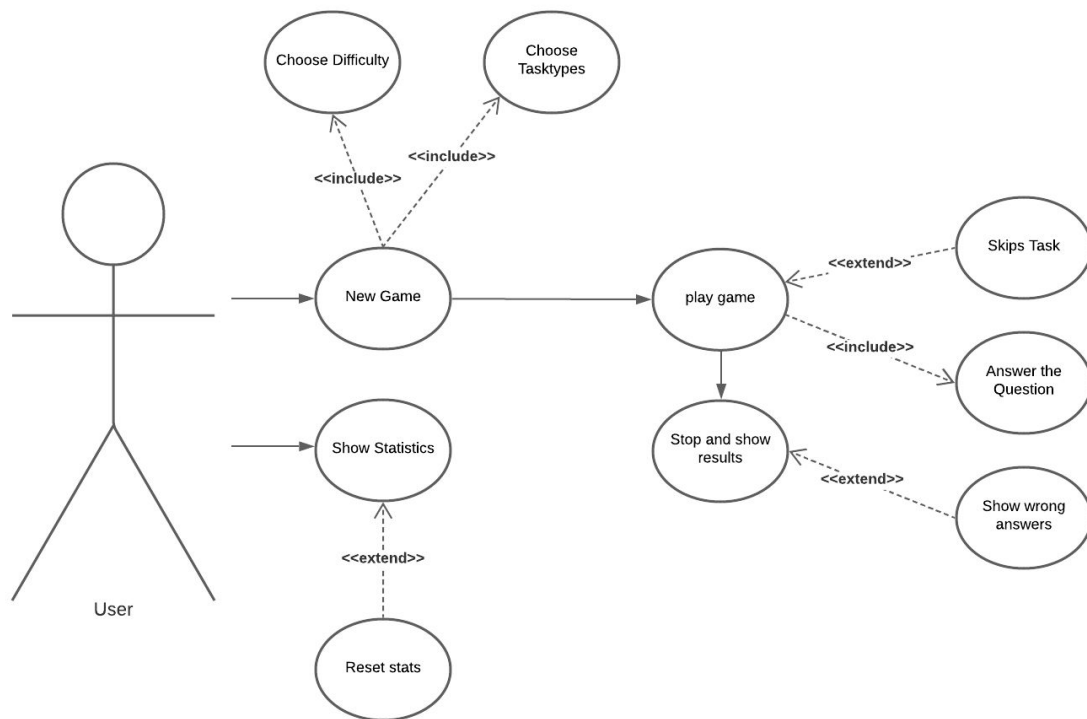 Choose Difficulty
Choose
Tasktypes
<<include>>
<<include>>
New Game
play game
Skips Task
<<extend>>
<<include>>
Answer the
Question
Show Statistics
Stop and show
results
<<extend>>
Show wrong
answers
<<extend>>
User
Reset stats